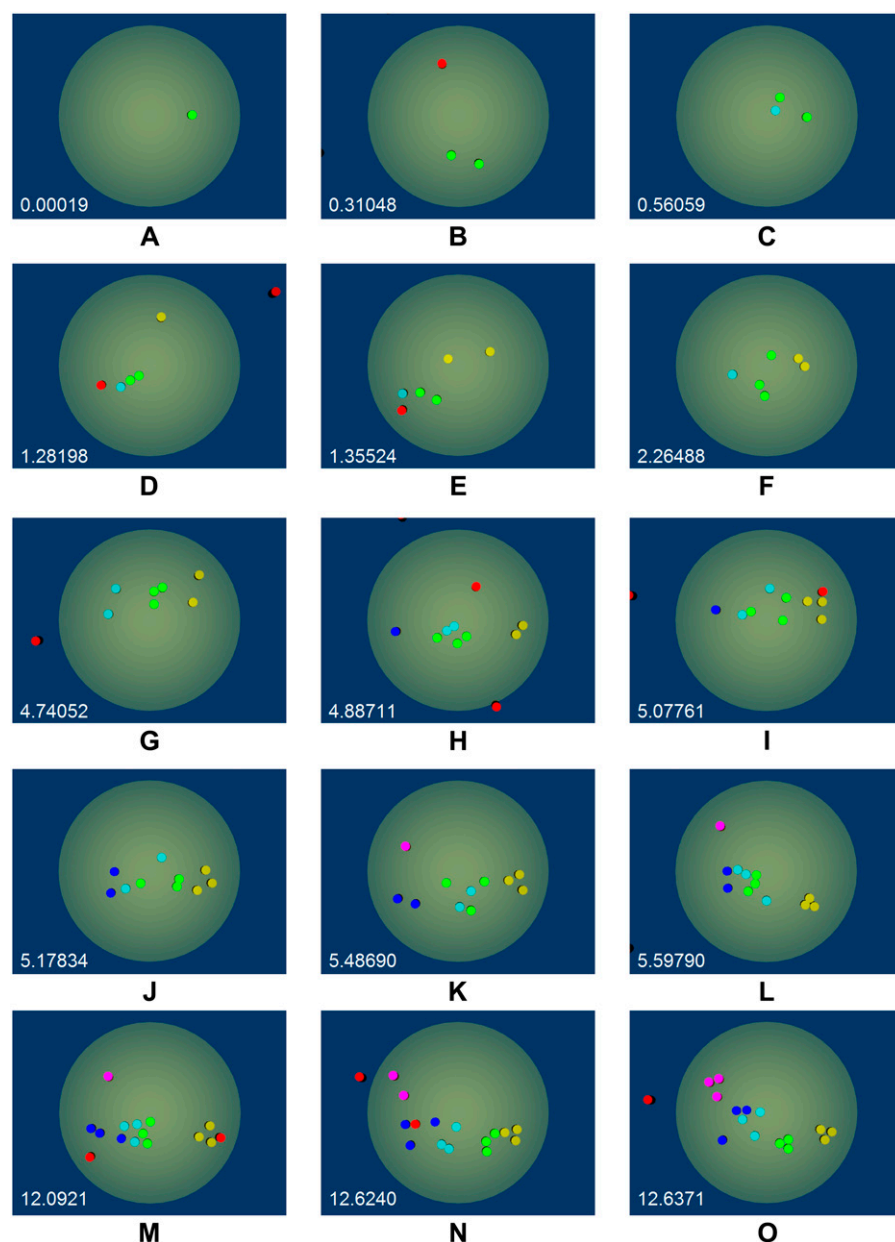 0.00019
0.31048
0.56059
A
B
C
1.28198
1.35524
2.26488
D
E
F
4.74052
4.88711
5.07761
G
H
I
5.17834
5.48690
5.59790
J
K
L
12.0921
12.6240
12.6371
M
N
O